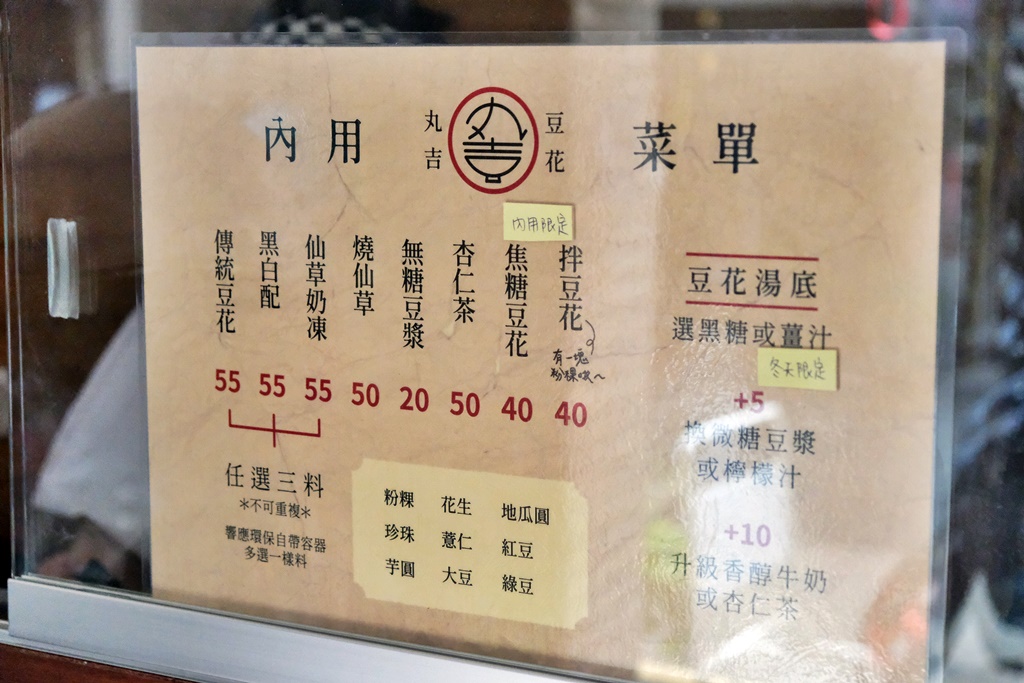 內用
丸吉
豆花
菜單
內用限定
傳統豆花
黑白配
仙草奶凍
燒仙草
無糖豆漿
杏仁茶
焦糖豆花
拌豆花
有一塊
粉粿唷~
55 55 55 50 20 50 40 40
任選三料
*不可重複*
響應環保自帶容器
多選一樣料
粉粿 花生 地瓜圓
珍珠 薏仁 紅豆
芋圓 大豆 綠豆
豆花湯底
選黑糖或薑汁
冬天限定
+5
換微糖豆漿
或檸檬汁
+10
升級香醇牛奶
或杏仁茶